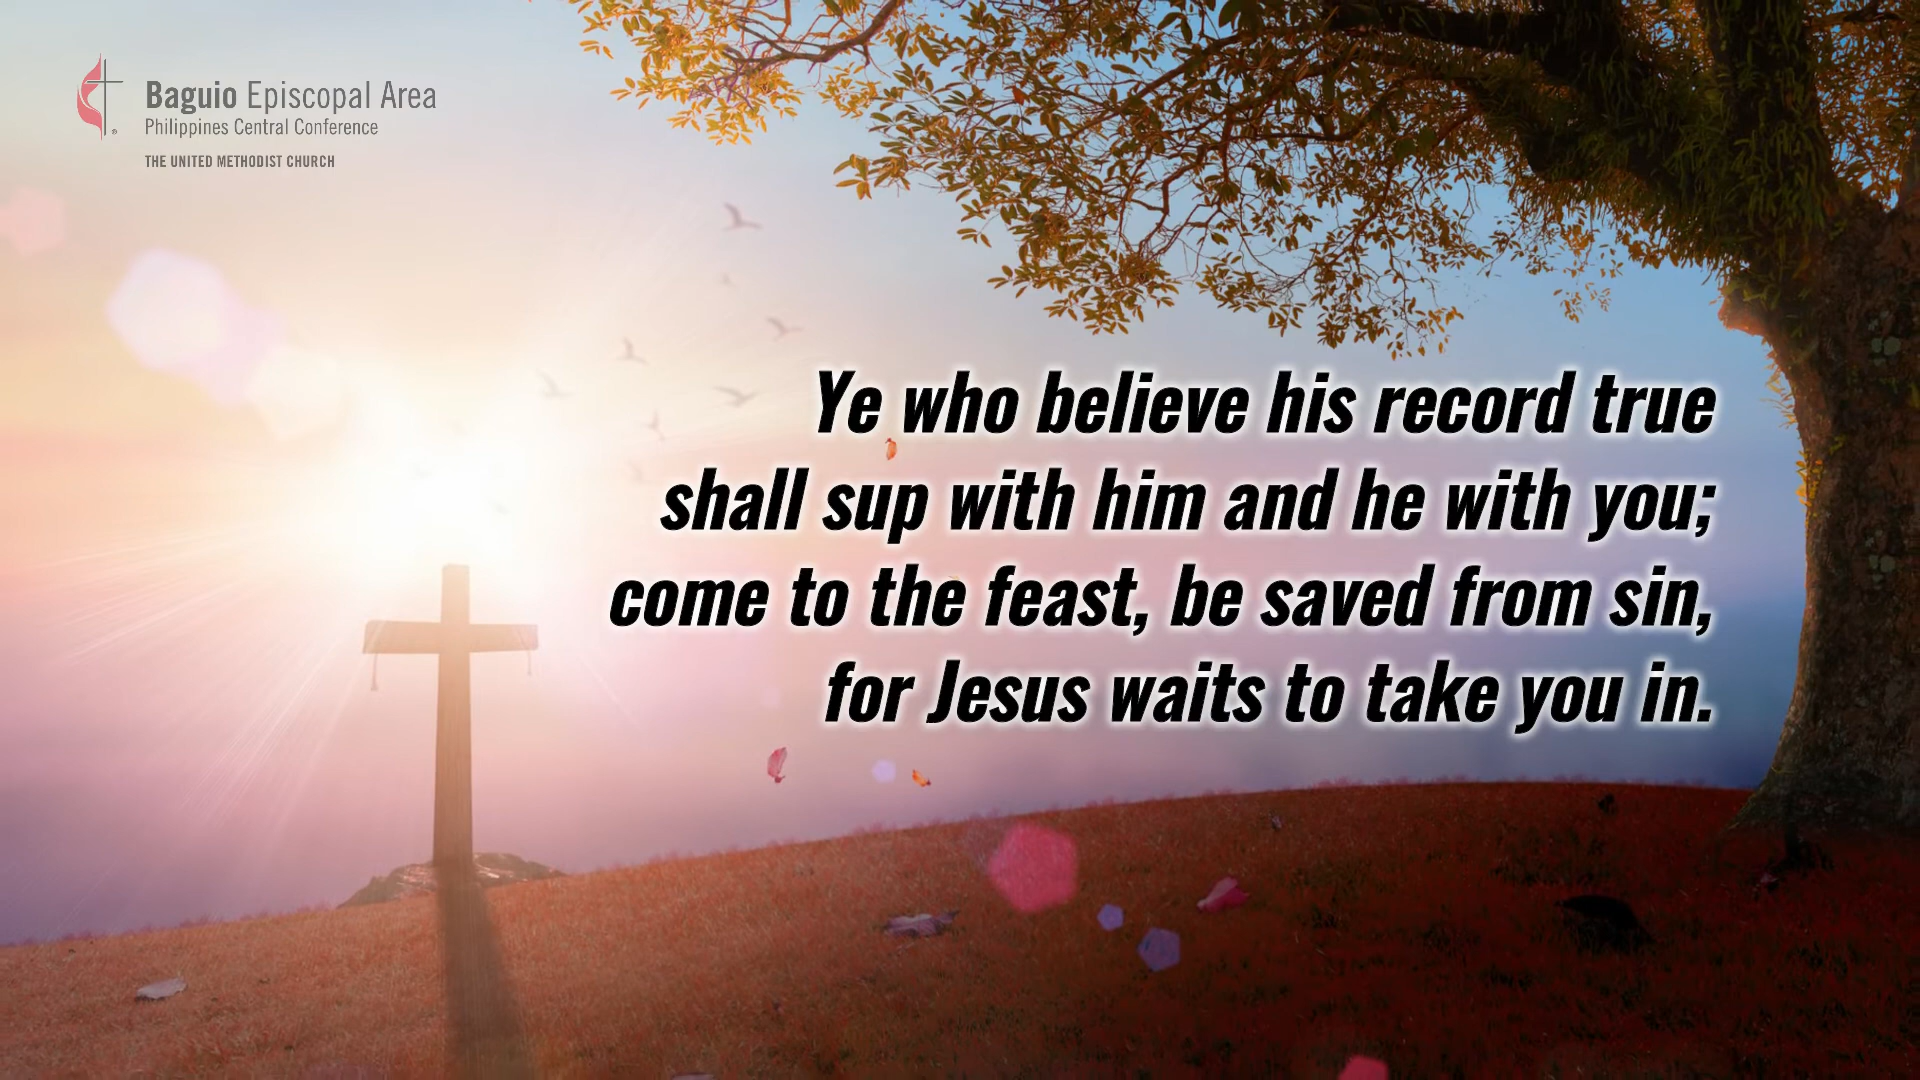 Baguio Episcopal Area
Philippines Central Conference
THE UNITED METHODIST CHURCH
Ye who believe his record true
shall sup with him and he with you;
come to the feast, be saved from sin,
for Jesus waits to take you in.